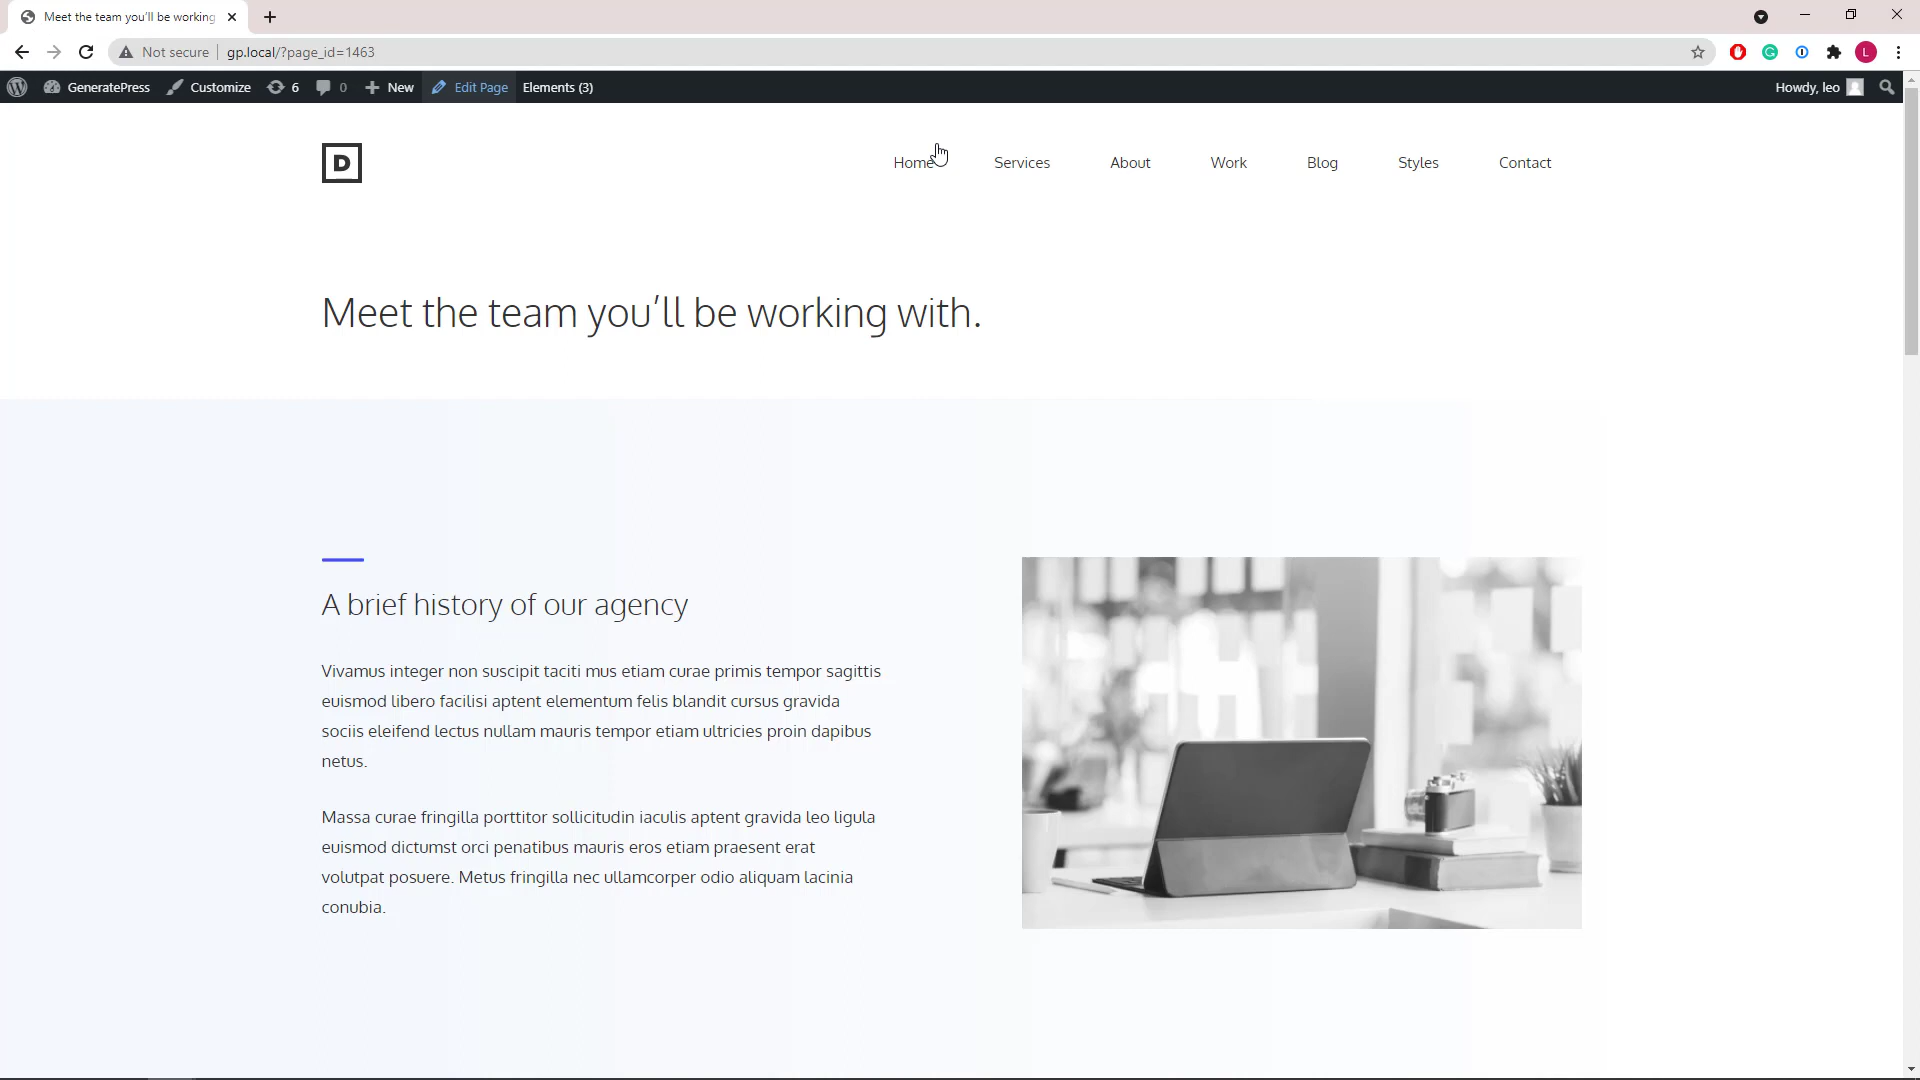 Meet the team you'll be working
Not secure
gp.local/?page_id=1463
L
GeneratePress
Customize
6
0
New
Edit Page
Elements (3)
Howdy, leo
D
Home
Services
About
Work
Blog
Styles
Contact
Meet the team you'll be working with.
A brief history of our agency
Vivamus integer non suscipit taciti mus etiam curae primis tempor sagittis
euismod libero facilisi aptent elementum felis blandit cursus gravida
sociis eleifend lectus nullam mauris tempor etiam ultricies proin dapibus
netus.
Massa curae fringilla porttitor sollicitudin iaculis aptent gravida leo ligula
euismod dictumst orci penatibus mauris eros etiam praesent erat
volutpat posuere. Metus fringilla nec ullamcorper odio aliquam lacinia
conubia.